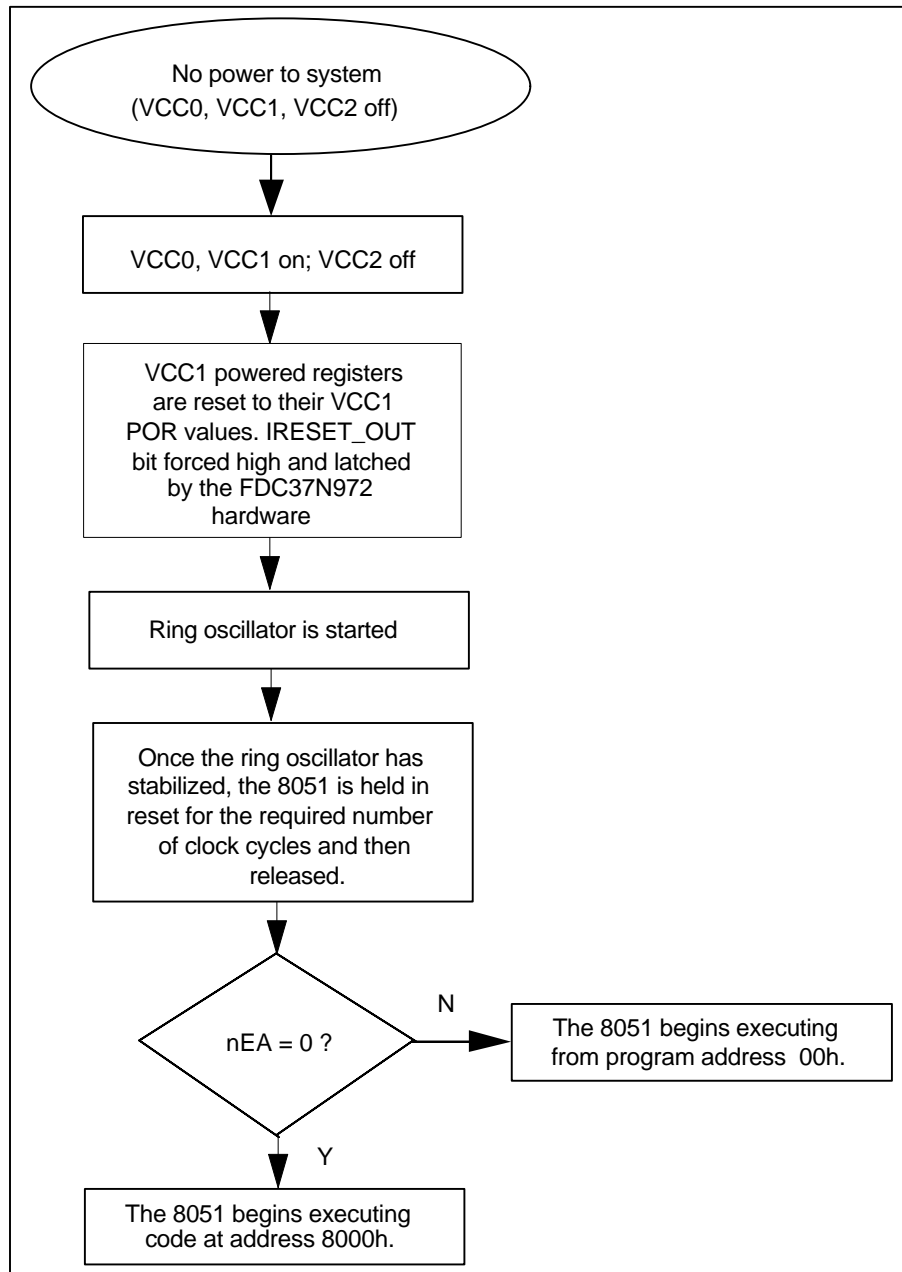 No power to system
(VCC0, VCC1, VCC2 off)
VCC0, VCC1 on; VCC2 off
VCC1 powered registers
are reset to their VCC1
POR values. IRESET_OUT
bit forced high and latched
by the FDC37N972
hardware
Ring oscillator is started
Once the ring oscillator has
stabilized, the 8051 is held in
reset for the required number
of clock cycles and then
released.
nEA = 0 ?
N
The 8051 begins executing
from program address 00h.
Y
The 8051 begins executing
code at address 8000h.